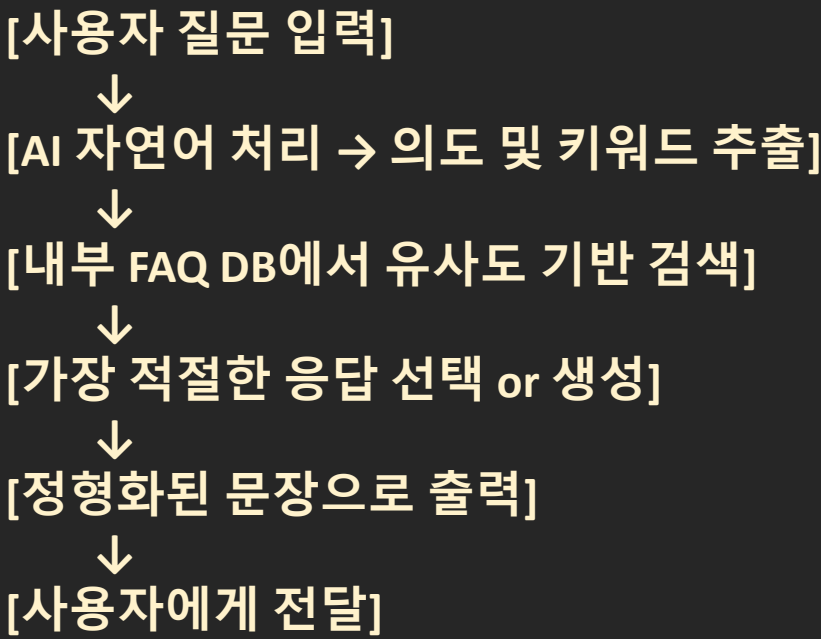 [사용자 질문 입력]
↓
[AI 자연어 처리 → 의도 및 키워드 추출]
↓
[내부 FAQ DB에서 유사도 기반 검색]
↓
[가장 적절한 응답 선택 or 생성]
↓
[정형화된 문장으로 출력]
↓
[사용자에게 전달]